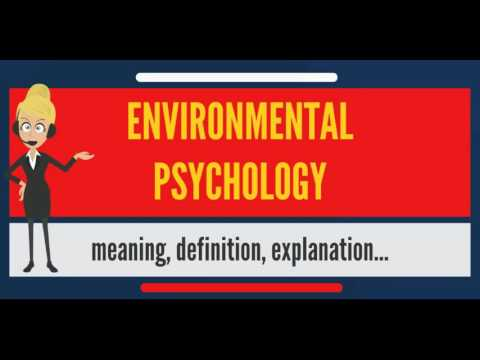 ENVIRONMENTAL
PSYCHOLOGY
meaning, definition, explanation...